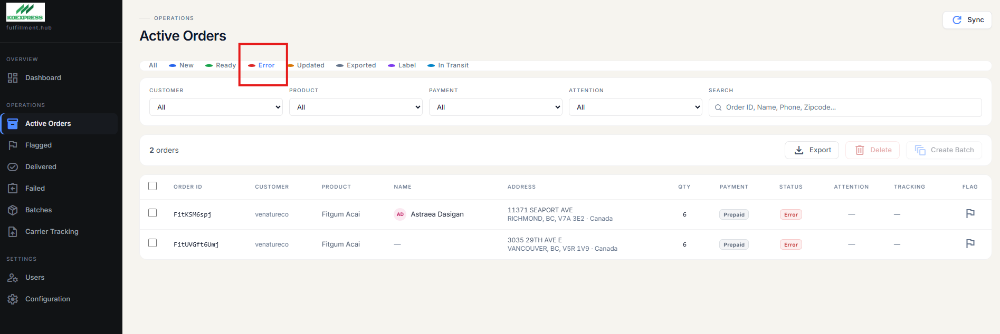 KDEXPRESS
fulfillment.hub
OVERVIEW
Dashboard
OPERATIONS
Active Orders
Flagged
Delivered
Failed
Batches
Carrier Tracking
SETTINGS
Users
Configuration
OPERATIONS
Active Orders
Sync
All New Ready Error Updated Exported Label In Transit
CUSTOMER PRODUCT PAYMENT ATTENTION SEARCH
All All All All Order ID, Name, Phone, Zipcode...
2 orders Export Delete Create Batch
ORDER ID CUSTOMER PRODUCT NAME ADDRESS QTY PAYMENT STATUS ATTENTION TRACKING FLAG
FitKSM6spj venatureco Fitgum Acai AD Astraea Dasigan 11371 SEAPORT AVE 6 Prepaid Error — —
RICHMOND, BC, V7A 3E2 · Canada
FitUVGft6Umj venatureco Fitgum Acai — 3035 29TH AVE E 6 Prepaid Error — —
VANCOUVER, BC, V5R 1V9 · Canada